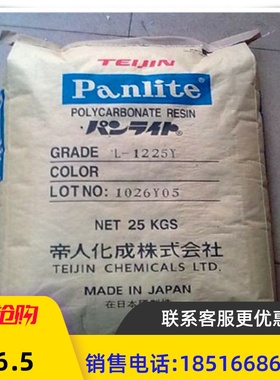 TEIJIN
Panlite
POLYCARBONATE RESIN
パンライト
GRADE L-1225Y
COLOR
LOT NO: 1026Y05
NET 25 KGS
帝人化成株式会社
TEIJIN CHEMICALS LTD.
MADE IN JAPAN
抢购
联系客服更优惠
6.5
销售电话:18516686